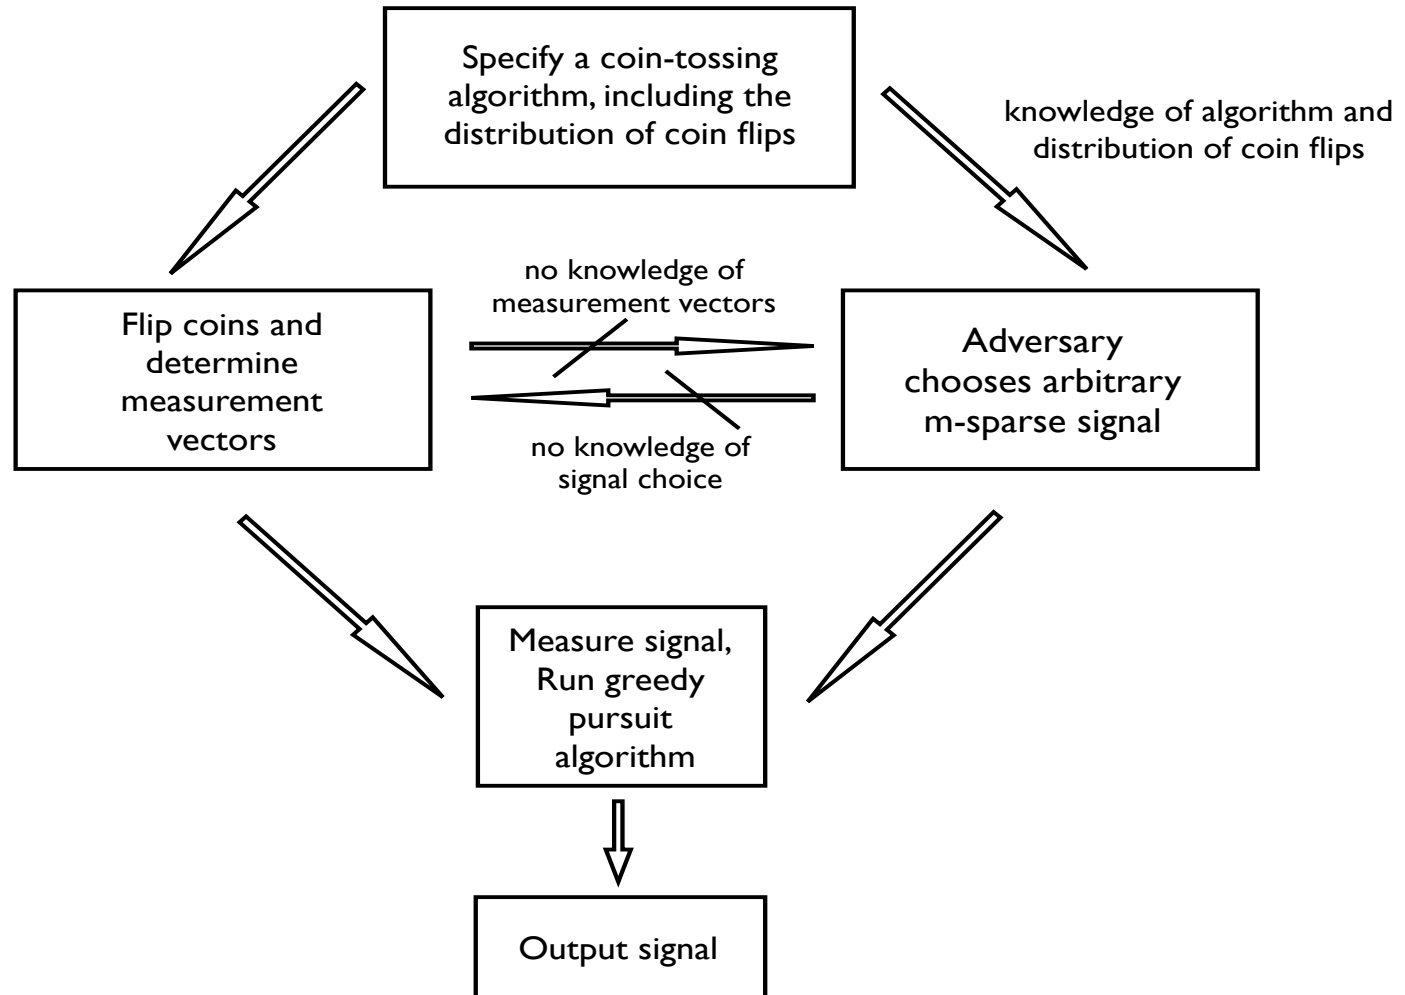 Specify a coin-tossing
algorithm, including the
distribution of coin flips
knowledge of algorithm and
distribution of coin flips
no knowledge of
measurement vectors
Flip coins and
determine
measurement
vectors
Adversary
chooses arbitrary
m-sparse signal
no knowledge of
signal choice
Measure signal,
Run greedy
pursuit
algorithm
Output signal